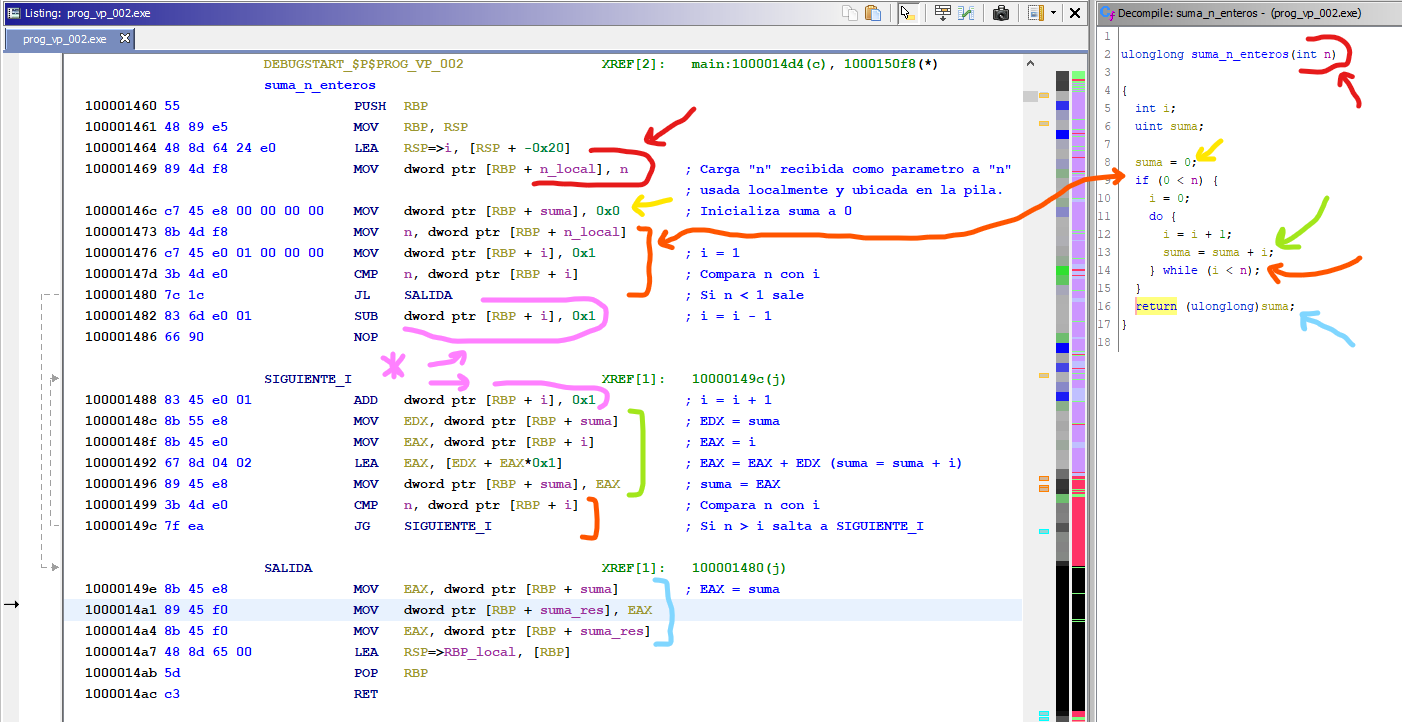 Listing: prog_vp_002.exe
prog_vp_002.exe
DEBUGSTART_$P$PROG_VP_002 XREF[2]: main:1000014d4(c), 1000150f8(*)
suma_n_enteros
100001460 55 PUSH RBP
100001461 48 89 e5 MOV RBP, RSP
100001464 48 8d 64 24 e0 LEA RSP=>i, [RSP + -0x20]
100001469 89 4d f8 MOV dword ptr [RBP + n_local], n ; Carga "n" recibida como parametro a "n"
; usada localmente y ubicada en la pila.
10000146c c7 45 e8 00 00 00 00 MOV dword ptr [RBP + suma], 0x0 ; Inicializa suma a 0
100001473 8b 4d f8 MOV n, dword ptr [RBP + n_local]
100001476 c7 45 e0 01 00 00 00 MOV dword ptr [RBP + i], 0x1 ; i = 1
10000147d 3b 4d e0 CMP n, dword ptr [RBP + i] ; Compara n con i
100001480 7c 1c JL SALIDA ; Si n < 1 sale
100001482 83 6d e0 01 SUB dword ptr [RBP + i], 0x1 ; i = i - 1
100001486 66 90 NOP
SIGUIENTE_I XREF[1]: 10000149c(j)
100001488 83 45 e0 01 ADD dword ptr [RBP + i], 0x1 ; i = i + 1
10000148c 8b 55 e8 MOV EDX, dword ptr [RBP + suma] ; EDX = suma
10000148f 8b 45 e0 MOV EAX, dword ptr [RBP + i] ; EAX = i
100001492 67 8d 04 02 LEA EAX, [EDX + EAX*0x1] ; EAX = EAX + EDX (suma = suma + i)
100001496 89 45 e8 MOV dword ptr [RBP + suma], EAX ; suma = EAX
100001499 3b 4d e0 CMP n, dword ptr [RBP + i] ; Compara n con i
10000149c 7f ea JG SIGUIENTE_I ; Si n > i salta a SIGUIENTE_I
SALIDA XREF[1]: 100001480(j)
10000149e 8b 45 e8 MOV EAX, dword ptr [RBP + suma] ; EAX = suma
1000014a1 89 45 f0 MOV dword ptr [RBP + suma_res], EAX
1000014a4 8b 45 f0 MOV EAX, dword ptr [RBP + suma_res]
1000014a7 48 8d 65 00 LEA RSP=>RBP_local, [RBP]
1000014ab 5d POP RBP
1000014ac c3 RET
Decompile: suma_n_enteros - (prog_vp_002.exe)
1
2 ulonglong suma_n_enteros(int n)
3
4 {
5 int i;
6 uint suma;
7
8 suma = 0;
9 if (0 < n) {
10 i = 0;
11 do {
12 i = i + 1;
13 suma = suma + i;
14 } while (i < n);
15 }
16 return (ulonglong)suma;
17 }
18